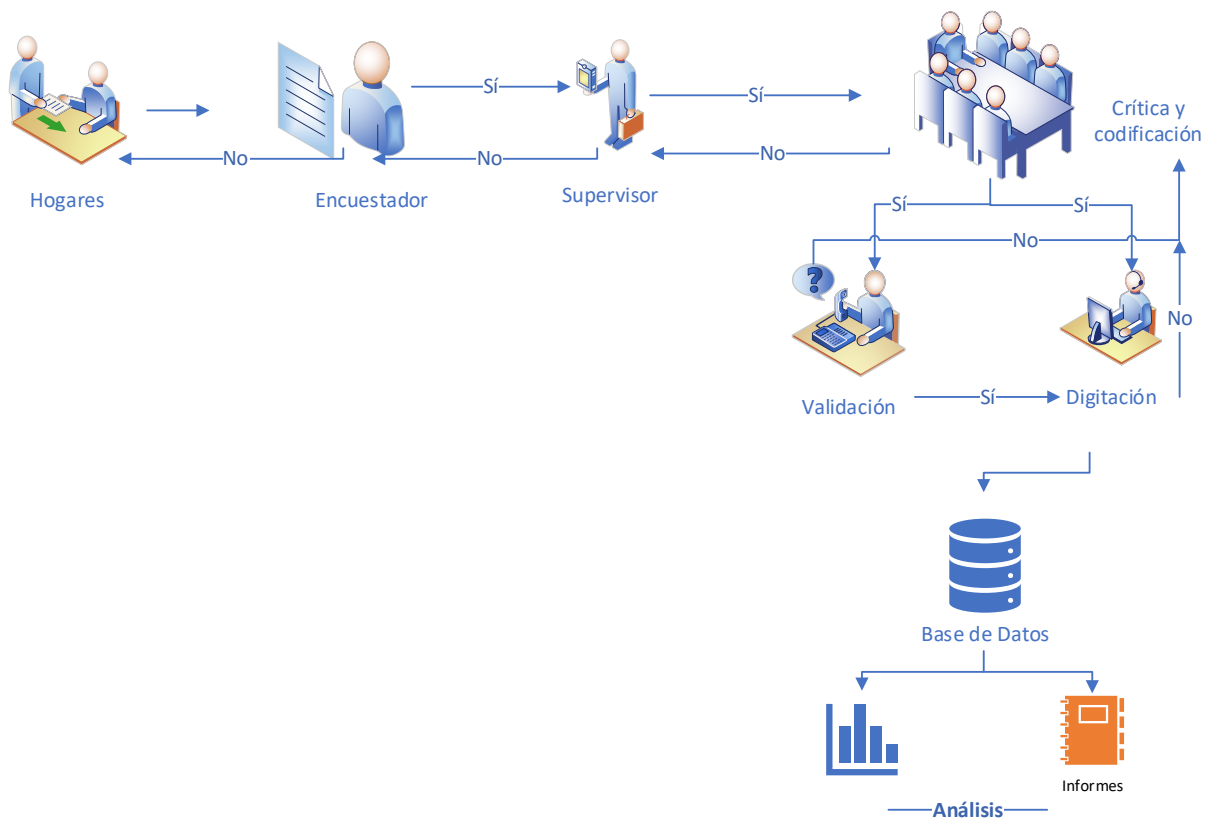 Sí
Sí
Crítica y
codificación
No
No
No
Hogares
Encuestador
Supervisor
Sí
Sí
No
?
No
Validación
Sí
Digitación
Base de Datos
Informes
Análisis